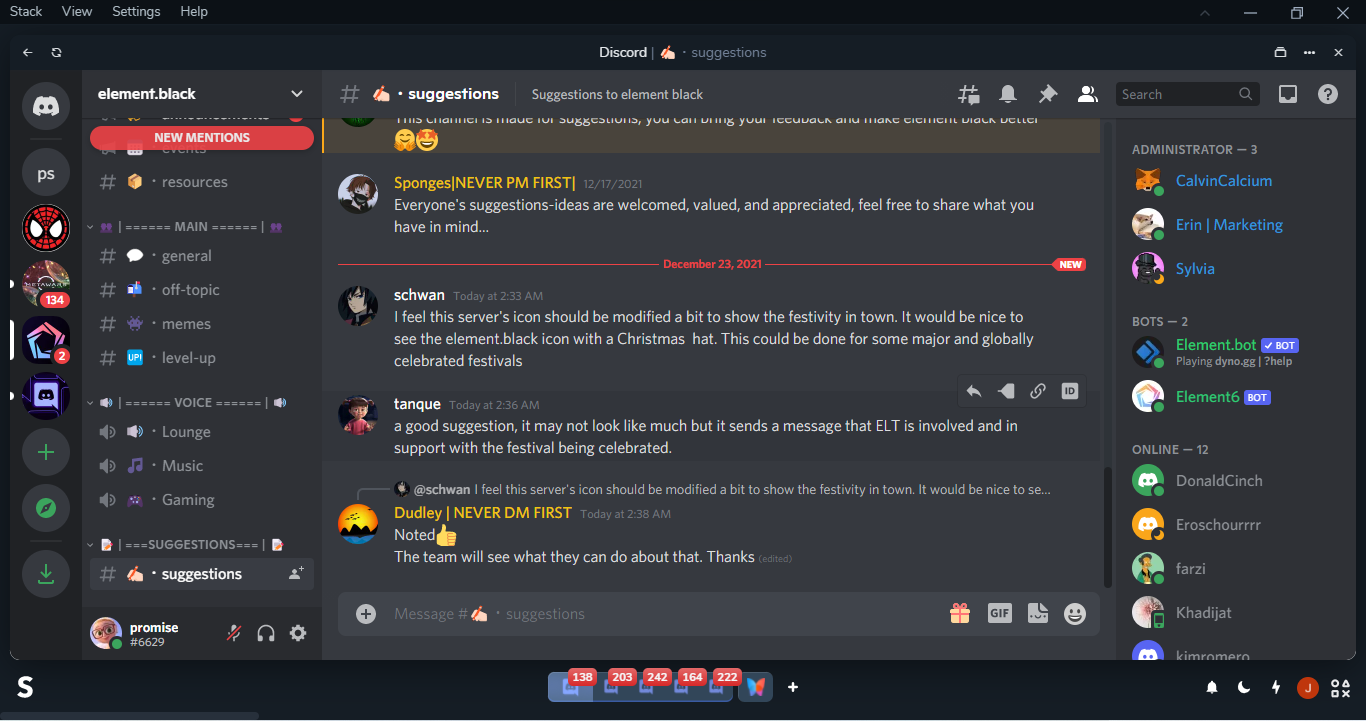 Stack View Settings Help
Discord | · suggestions
element.black
# · suggestions
Suggestions to element black
Search
announcements
NEW MENTIONS
events
# · resources
| ====== MAIN ====== |
# · general
# · off-topic
# · memes
# UP! · level-up
| ====== VOICE ====== |
· Lounge
· Music
· Gaming
| ===SUGGESTIONS=== |
# · suggestions
promise
#6629
ps
134
2
This channel is made for suggestions, you can bring your feedback and make element black better
Sponges|NEVER PM FIRST| 12/17/2021
Everyone's suggestions-ideas are welcomed, valued, and appreciated, feel free to share what you
have in mind...
December 23, 2021 NEW
schwan Today at 2:33 AM
I feel this server's icon should be modified a bit to show the festivity in town. It would be nice to
see the element.black icon with a Christmas hat. This could be done for some major and globally
celebrated festivals
ID
tanque Today at 2:36 AM
a good suggestion, it may not look like much but it sends a message that ELT is involved and in
support with the festival being celebrated.
@schwan I feel this server's icon should be modified a bit to show the festivity in town. It would be nice to se...
Dudley | NEVER DM FIRST Today at 2:38 AM
Noted
The team will see what they can do about that. Thanks (edited)
Message # · suggestions
GIF
ADMINISTRATOR — 3
CalvinCalcium
Erin | Marketing
Sylvia
BOTS — 2
Element.bot ✓ BOT
Playing dyno.gg | ?help
Element6 BOT
ONLINE — 12
DonaldCinch
Eroschourrrr
farzi
Khadijat
kimromero
S
138 203 242 164 222
J